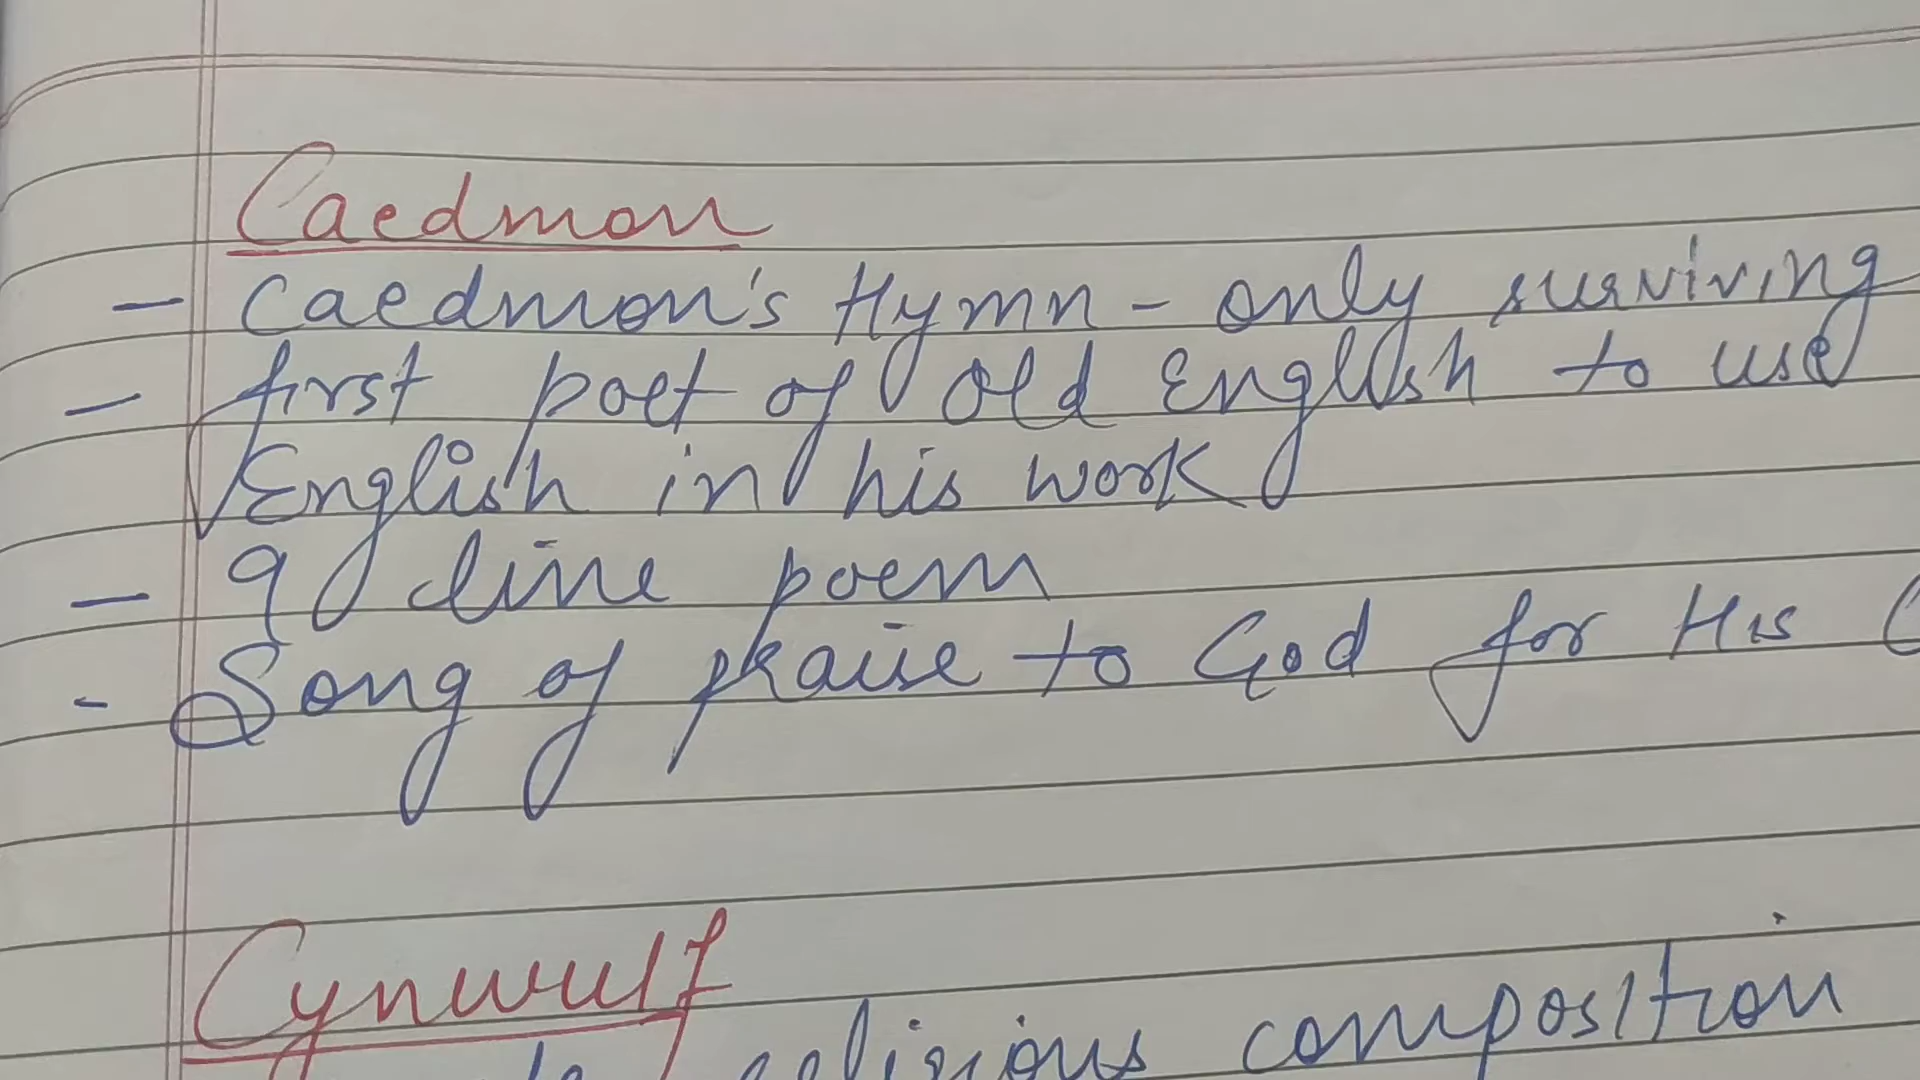 Caedmon
- Caedmon's Hymn - only surviving
- first poet of Old English to use
English in his work
- 9 line poem
- Song of praise to God for His
Cynwulf
religious composition